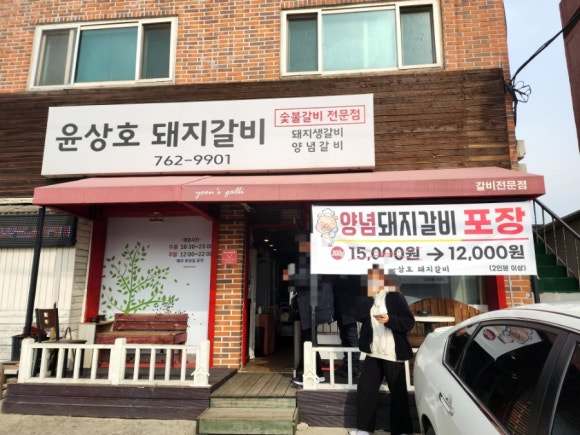 윤상호 돼지갈비
숯불갈비 전문점
돼지생갈비
양념갈비
762-9901
yoon's galbi
갈비전문점
양념돼지갈비 포장
300g 15,000원 → 12,000원
상호 돼지갈비 (2인분 이상)